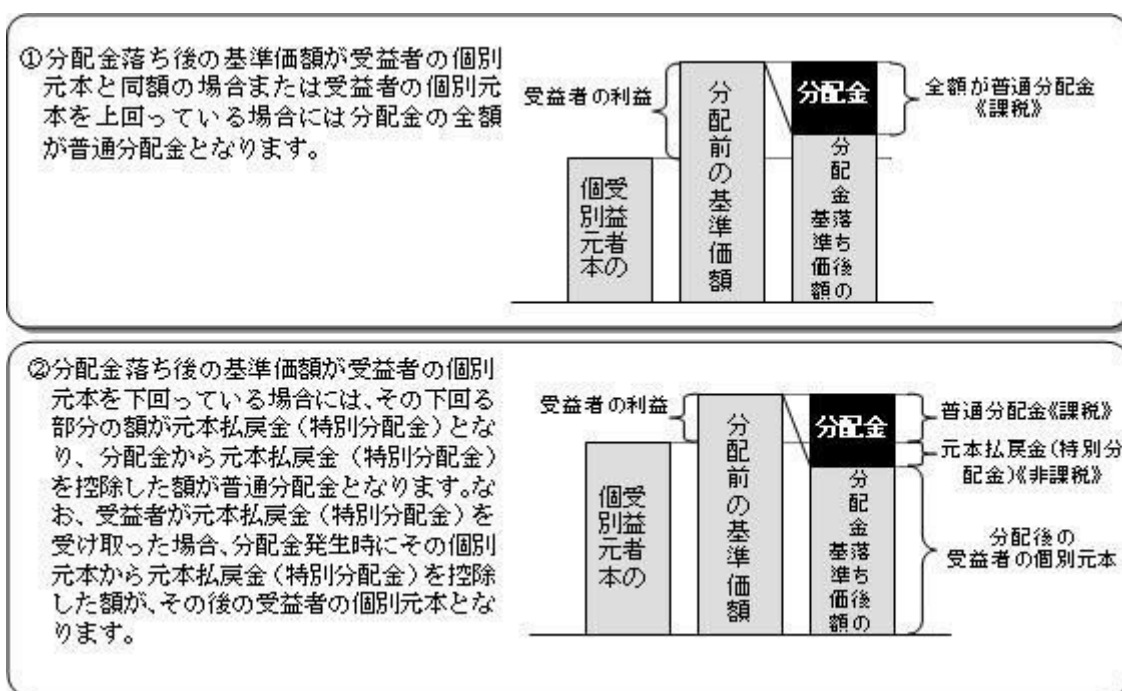 ①分配金落ち後の基準価額が受益者の個別
元本と同額の場合または受益者の個別元
本を上回っている場合には分配金の全額
が普通分配金となります。
受益者の利益
受益者の
個別元本
分配前の基準価額
分配金
分配金落ち後の
基準価額
全額が普通分配金
《課税》
②分配金落ち後の基準価額が受益者の個別
元本を下回っている場合には、その下回る
部分の額が元本払戻金(特別分配金)とな
り、分配金から元本払戻金(特別分配金)
を控除した額が普通分配金となります。な
お、受益者が元本払戻金(特別分配金)を
受け取った場合、分配金発生時にその個別
元本から元本払戻金(特別分配金)を控除
した額が、その後の受益者の個別元本とな
ります。
受益者の利益
受益者の
個別元本
分配前の基準価額
分配金
分配金落ち後の
基準価額
普通分配金《課税》
元本払戻金(特別分
配金)《非課税》
分配後の
受益者の個別元本